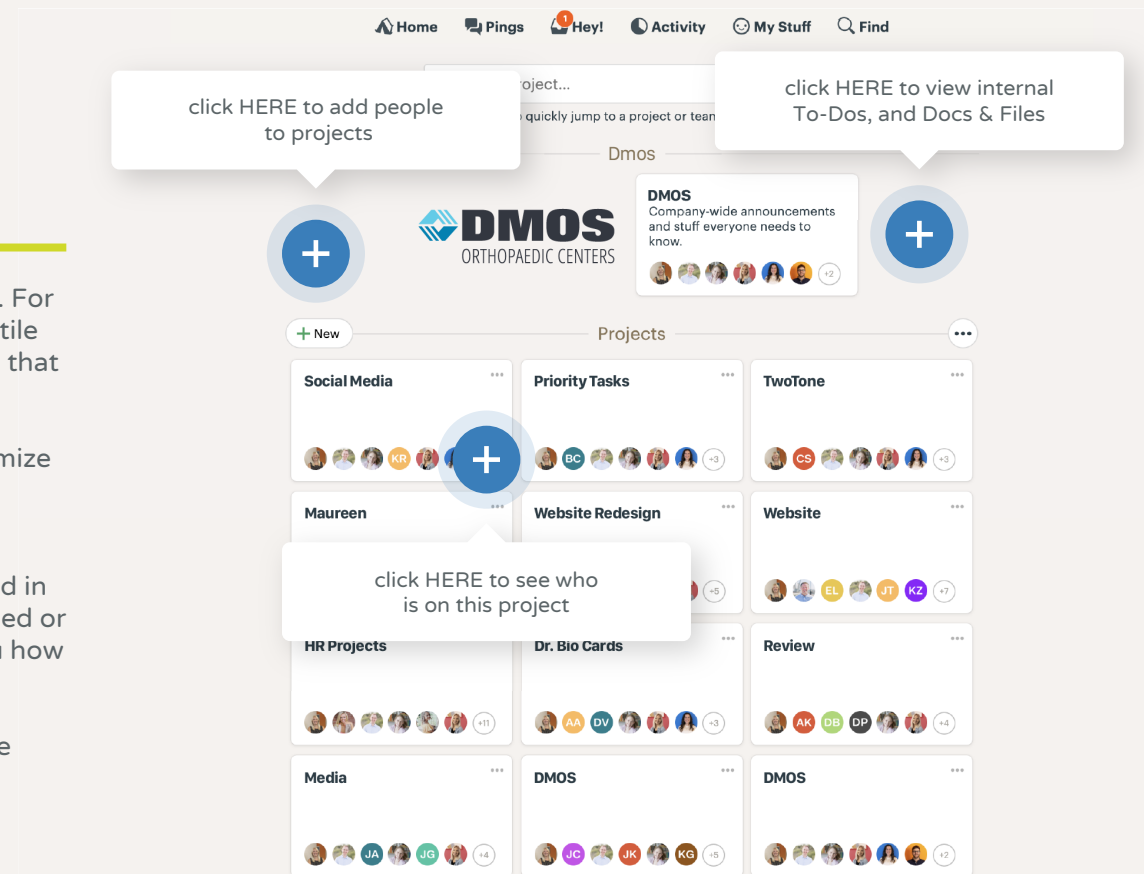 Home Pings 1 Hey! Activity My Stuff Find
click HERE to add people
to projects
oject...
quickly jump to a project or team
click HERE to view internal
To-Dos, and Docs & Files
Dmos
DMOS
ORTHOPAEDIC CENTERS
DMOS
Company-wide announcements
and stuff everyone needs to
know.
+2
. For
tile
that
mize
d in
ed or
how
e
+ New Projects
Social Media Priority Tasks TwoTone
KR BC +3 CS +3
Maureen Website Redesign Website
+5 EL JT KZ +7
click HERE to see who
is on this project
HR Projects Dr. Bio Cards Review
+11 AA DV +3 AK DB DP +4
Media DMOS DMOS
JA JG +4 JC JK KG +5 +2